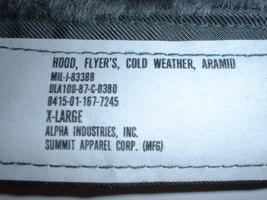 HOOD, FLYER'S, COLD WEATHER, ARAMID
MIL-J-83388
DLA100-87-C-0380
8415-01-167-7245
X-LARGE
ALPHA INDUSTRIES, INC.
SUMMIT APPAREL CORP. (MFG)